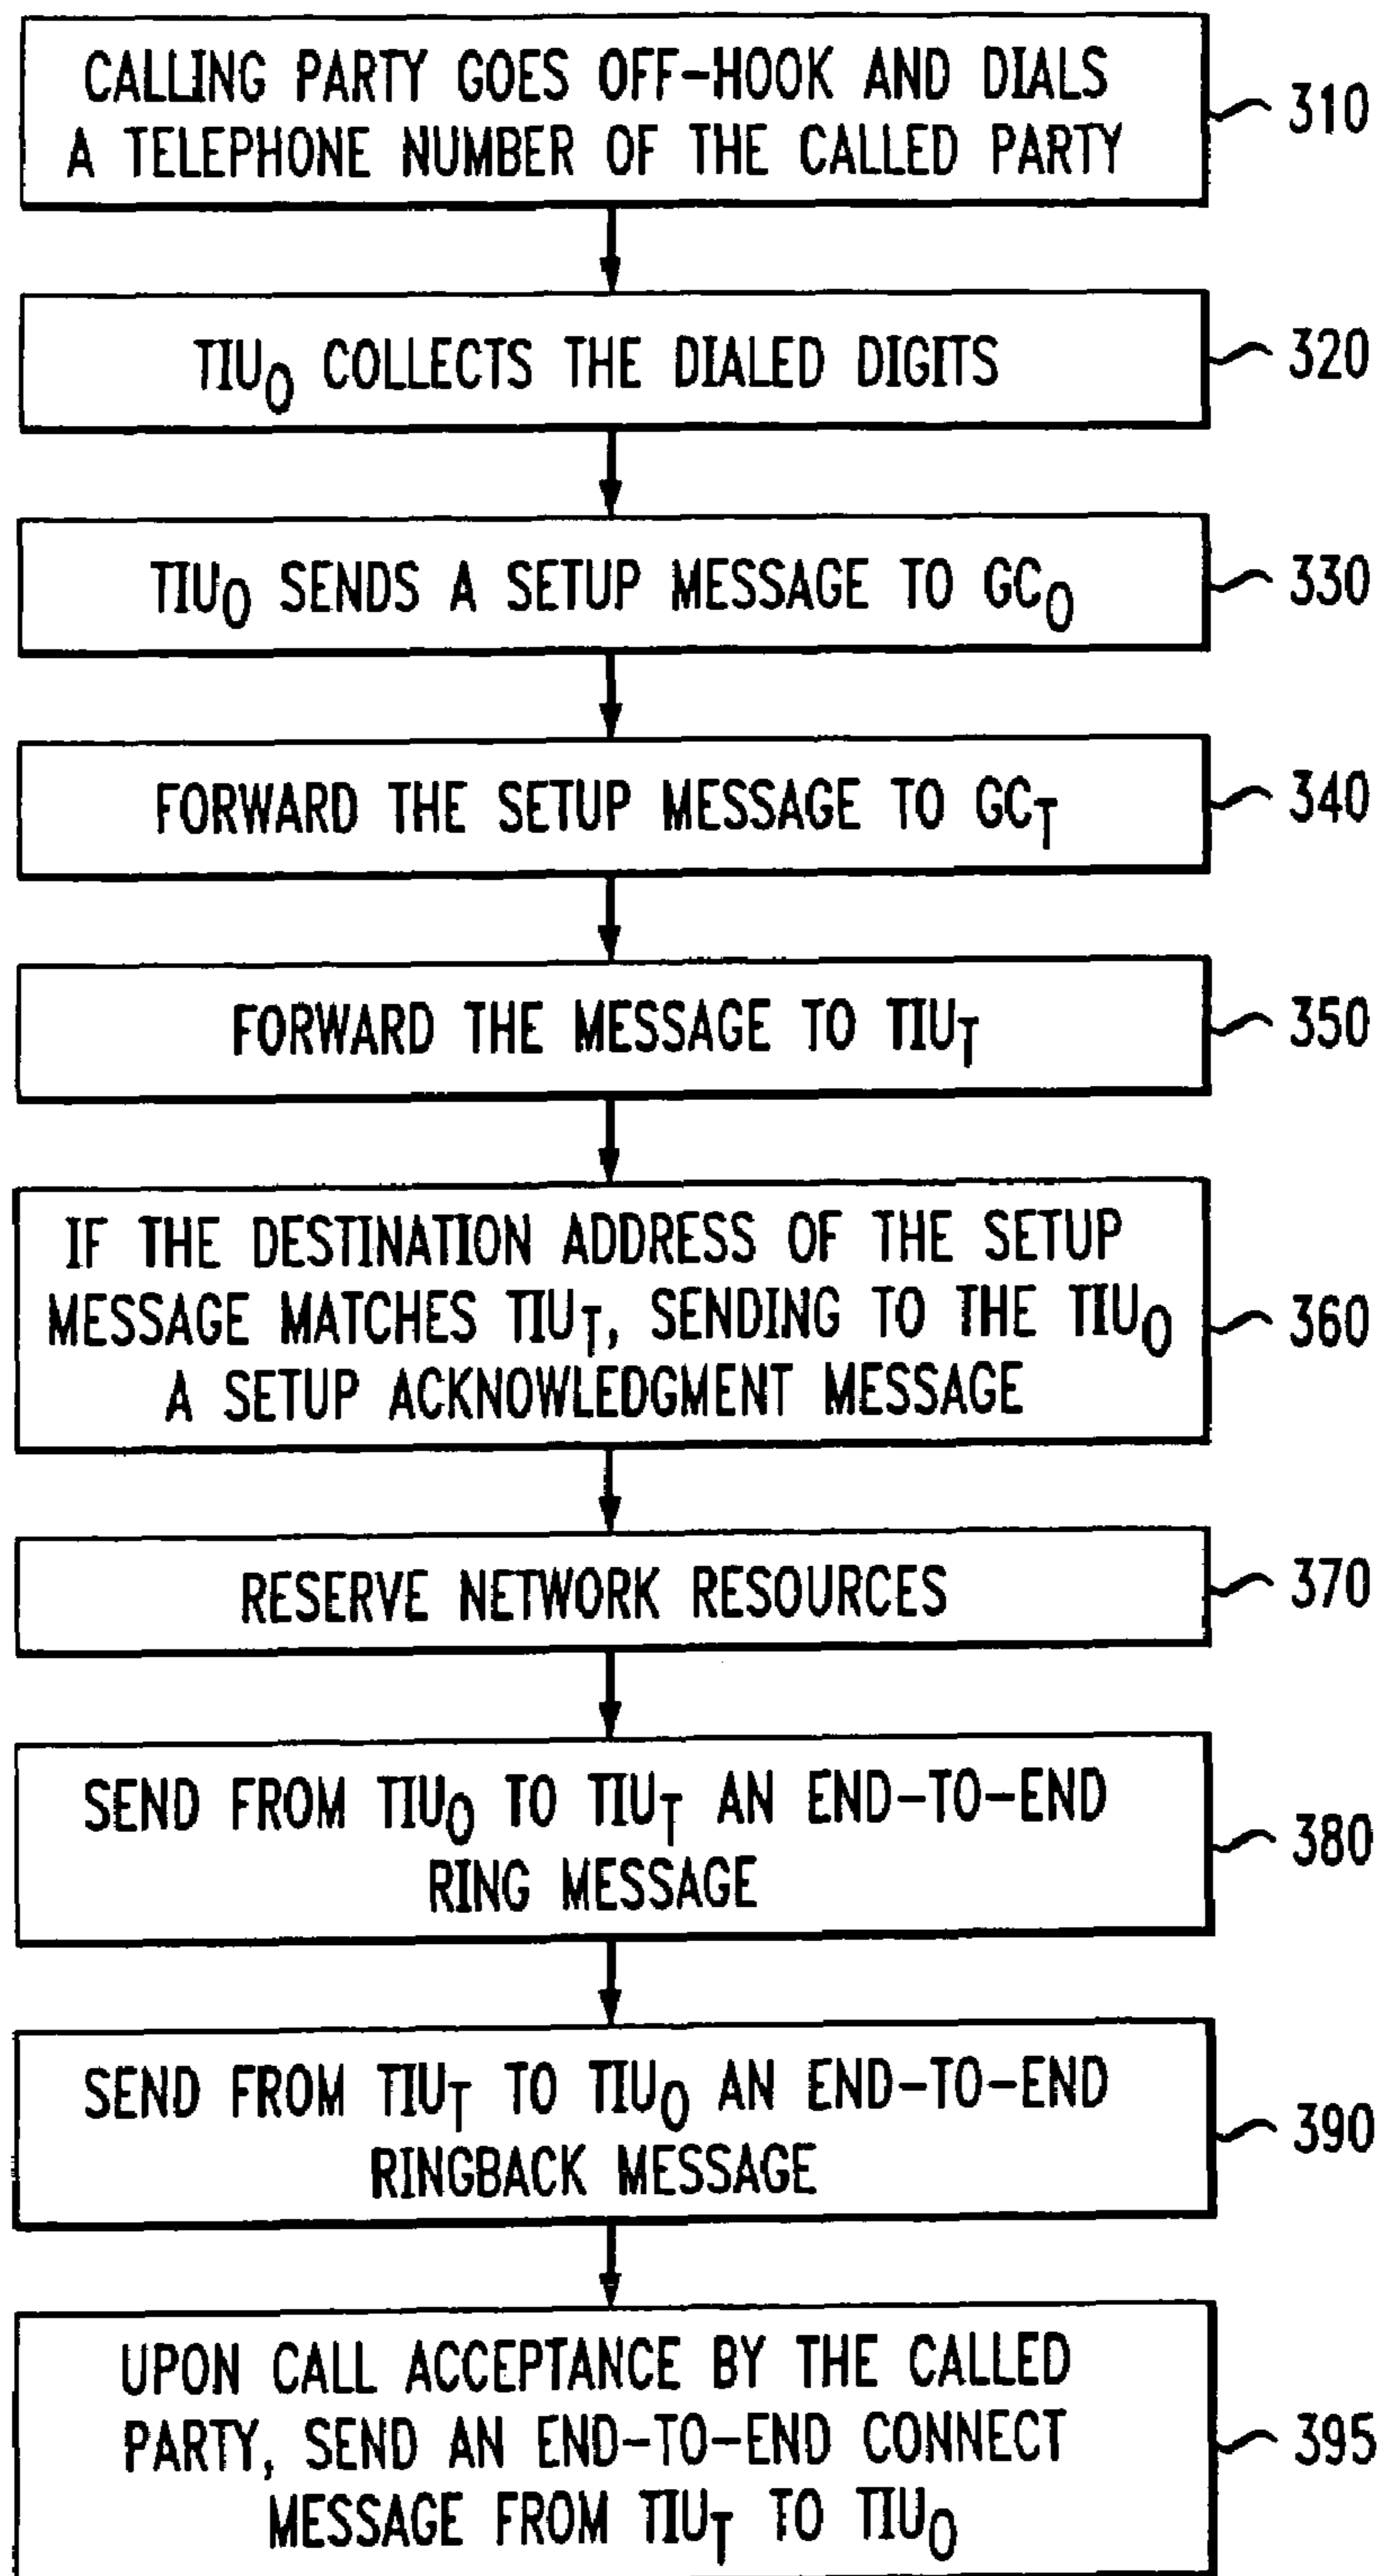 CALLING PARTY GOES OFF-HOOK AND DIALS
A TELEPHONE NUMBER OF THE CALLED PARTY
310
TIUO COLLECTS THE DIALED DIGITS
320
TIUO SENDS A SETUP MESSAGE TO GCO
330
FORWARD THE SETUP MESSAGE TO GCT
340
FORWARD THE MESSAGE TO TIUT
350
IF THE DESTINATION ADDRESS OF THE SETUP
MESSAGE MATCHES TIUT, SENDING TO THE TIUO
A SETUP ACKNOWLEDGMENT MESSAGE
360
RESERVE NETWORK RESOURCES
370
SEND FROM TIUO TO TIUT AN END-TO-END
RING MESSAGE
380
SEND FROM TIUT TO TIUO AN END-TO-END
RINGBACK MESSAGE
390
UPON CALL ACCEPTANCE BY THE CALLED
PARTY, SEND AN END-TO-END CONNECT
MESSAGE FROM TIUT TO TIUO
395